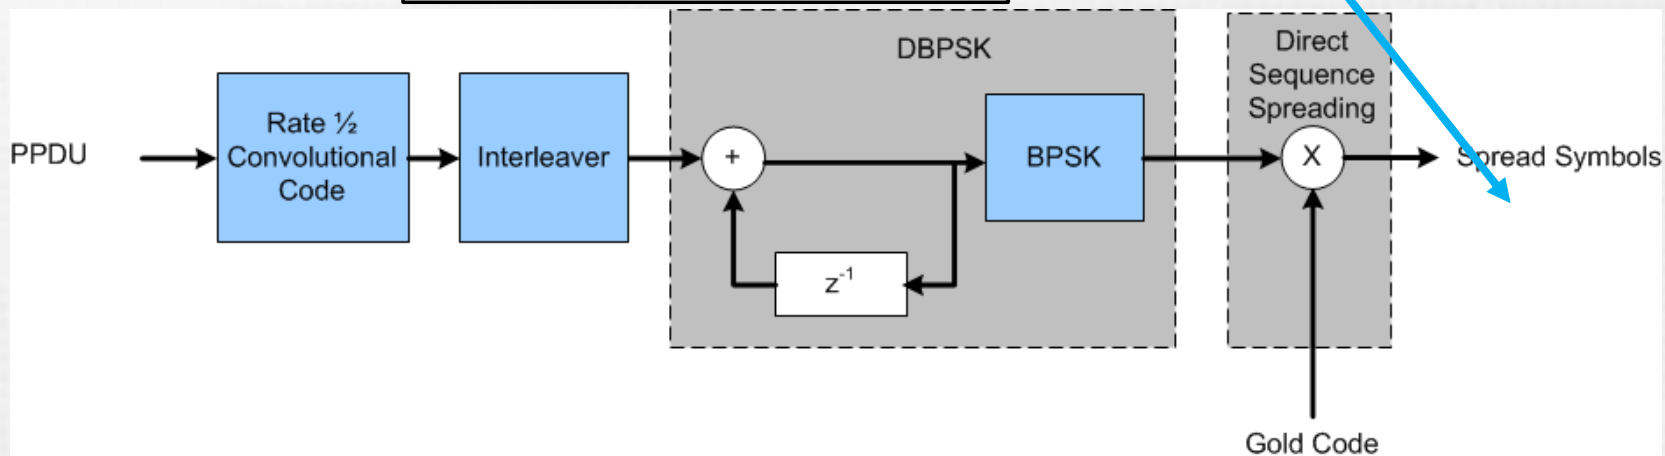 DBPSK
Direct
Sequence
Spreading
PPDU
Rate ½
Convolutional
Code
Interleaver
+
BPSK
X
Spread Symbols
z-1
Gold Code